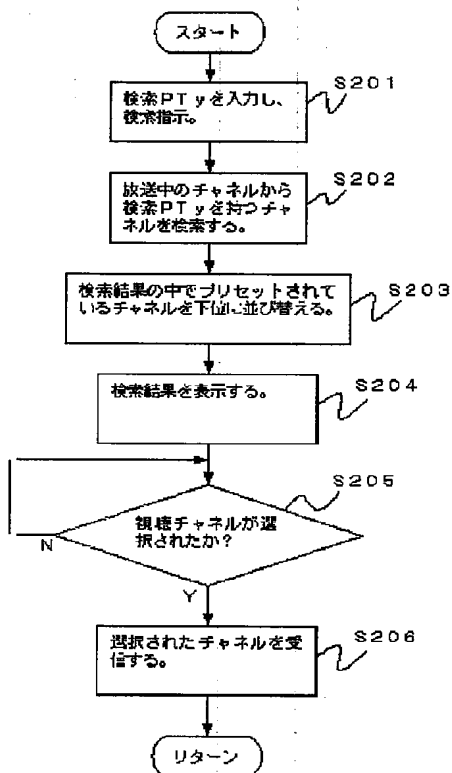 スタート
S201
検索PTyを入力し、
検索指示。
S202
放送中のチャネルから
検索PTyを持つチャ
ネルを検索する。
S203
検索結果の中でプリセットされて
いるチャネルを下位に並び替える。
S204
検索結果を表示する。
S205
視聴チャネルが選
択されたか?
N
Y
S206
選択されたチャネルを受
信する。
リターン